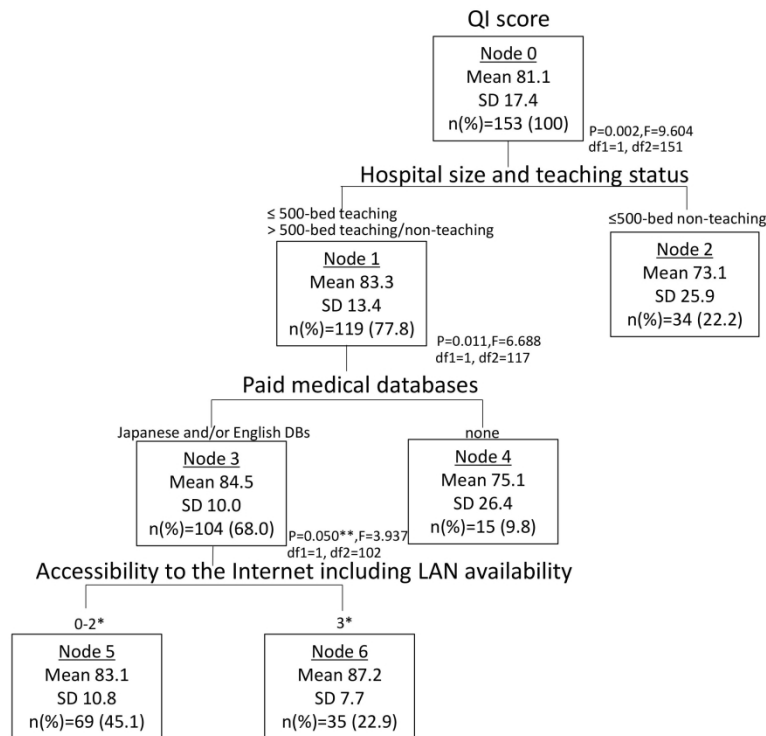 QI score
Node 0
Mean 81.1
SD 17.4
n(%)=153 (100)
P=0.002,F=9.604
df1=1, df2=151
Hospital size and teaching status
≤ 500-bed teaching
> 500-bed teaching/non-teaching
Node 1
Mean 83.3
SD 13.4
n(%)=119 (77.8)
≤500-bed non-teaching
Node 2
Mean 73.1
SD 25.9
n(%)=34 (22.2)
P=0.011,F=6.688
df1=1, df2=117
Paid medical databases
Japanese and/or English DBs
Node 3
Mean 84.5
SD 10.0
n(%)=104 (68.0)
none
Node 4
Mean 75.1
SD 26.4
n(%)=15 (9.8)
P=0.050**,F=3.937
df1=1, df2=102
Accessibility to the Internet including LAN availability
0-2*
Node 5
Mean 83.1
SD 10.8
n(%)=69 (45.1)
3*
Node 6
Mean 87.2
SD 7.7
n(%)=35 (22.9)